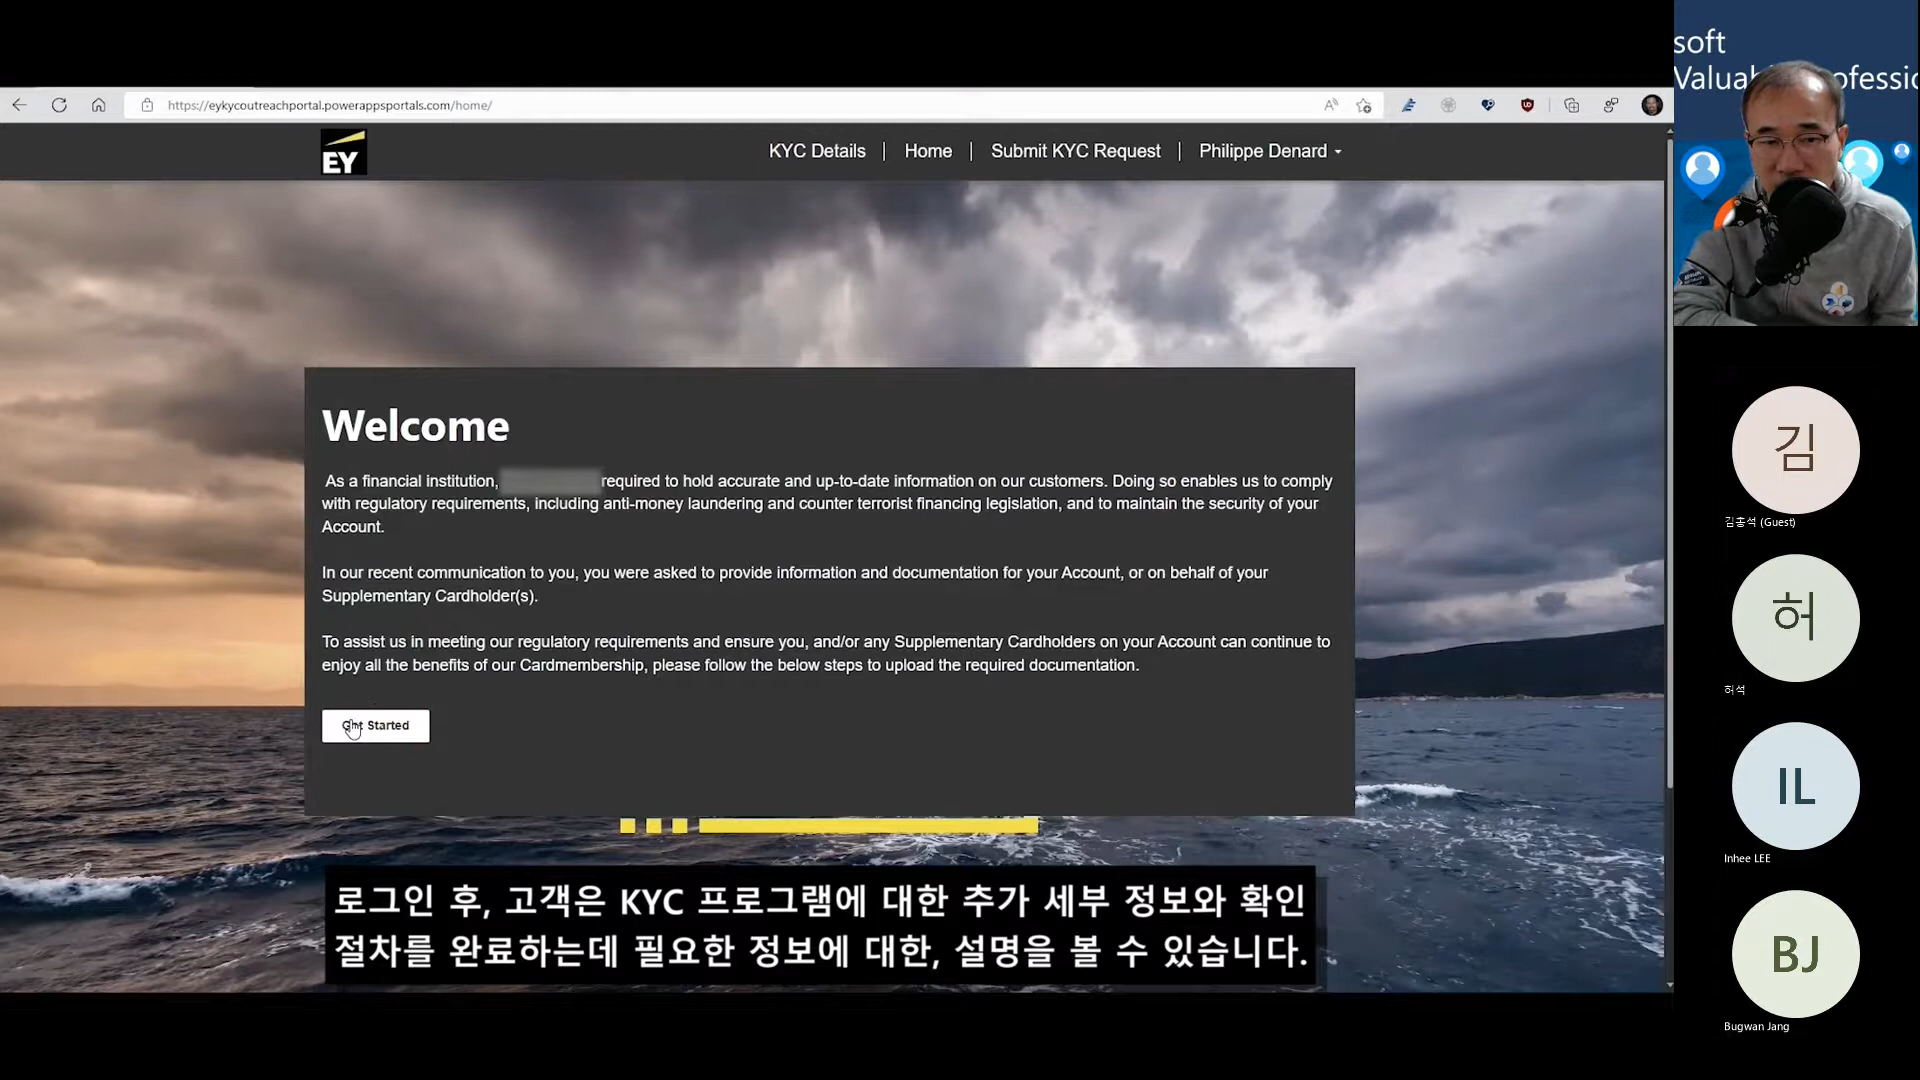 https://eykycoutreachportal.powerappsportals.com/home/
EY
KYC Details | Home | Submit KYC Request | Philippe Denard
Welcome
As a financial institution, required to hold accurate and up-to-date information on our customers. Doing so enables us to comply
with regulatory requirements, including anti-money laundering and counter terrorist financing legislation, and to maintain the security of your
Account.
In our recent communication to you, you were asked to provide information and documentation for your Account, or on behalf of your
Supplementary Cardholder(s).
To assist us in meeting our regulatory requirements and ensure you, and/or any Supplementary Cardholders on your Account can continue to
enjoy all the benefits of our Cardmembership, please follow the below steps to upload the required documentation.
Get Started
로그인 후, 고객은 KYC 프로그램에 대한 추가 세부 정보와 확인
절차를 완료하는데 필요한 정보에 대한, 설명을 볼 수 있습니다.
soft
Valuab ofessio
김
김홍석 (Guest)
허
허석
IL
Inhee LEE
BJ
Bugwan Jang